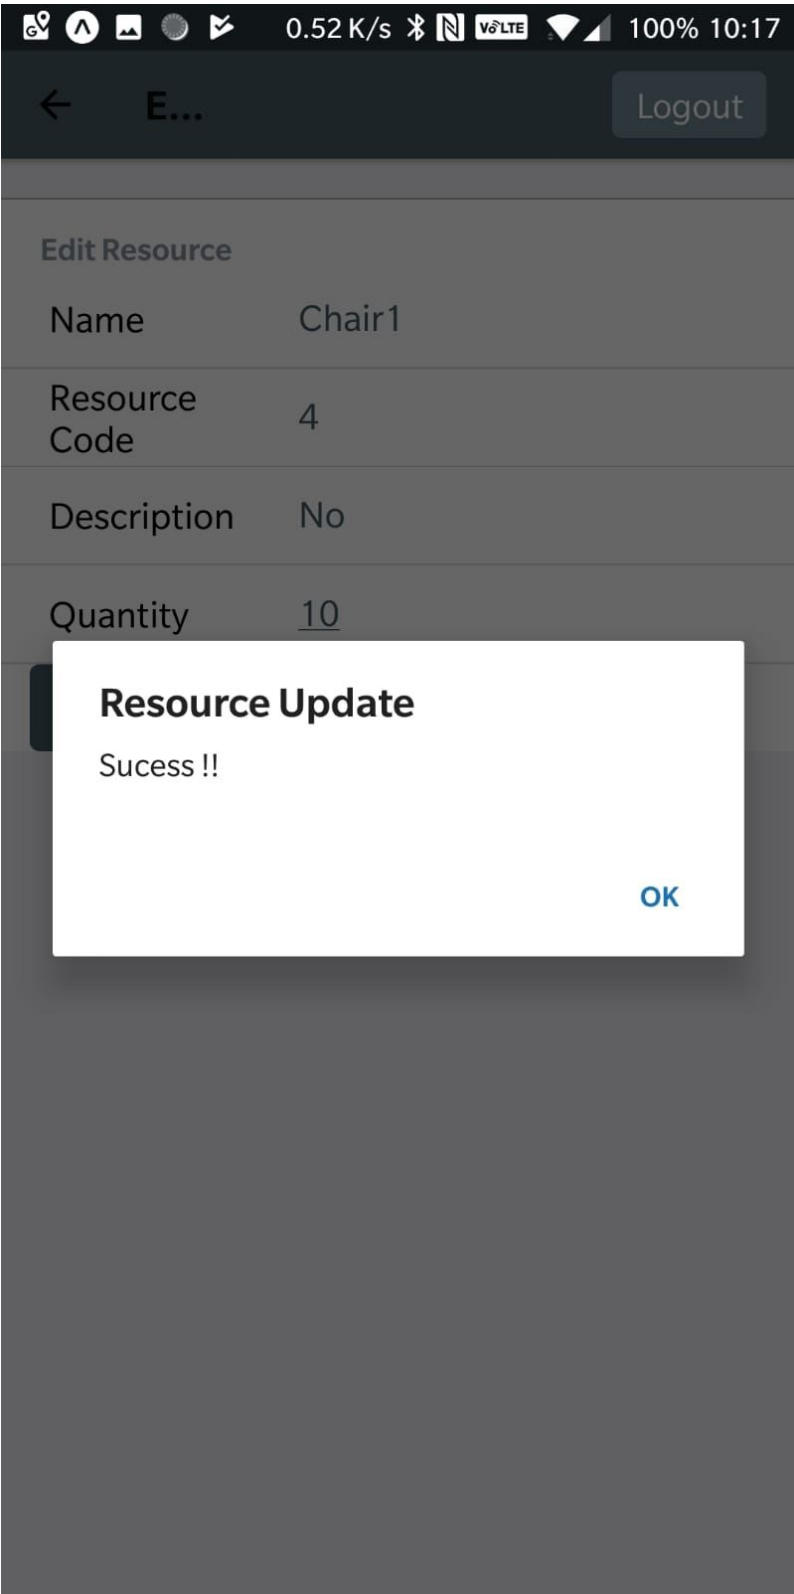 0.52 K/s VoLTE 100% 10:17
E... Logout
Edit Resource
Name Chair1
Resource
Code 4
Description No
Quantity 10
Resource Update
Sucess !!
OK